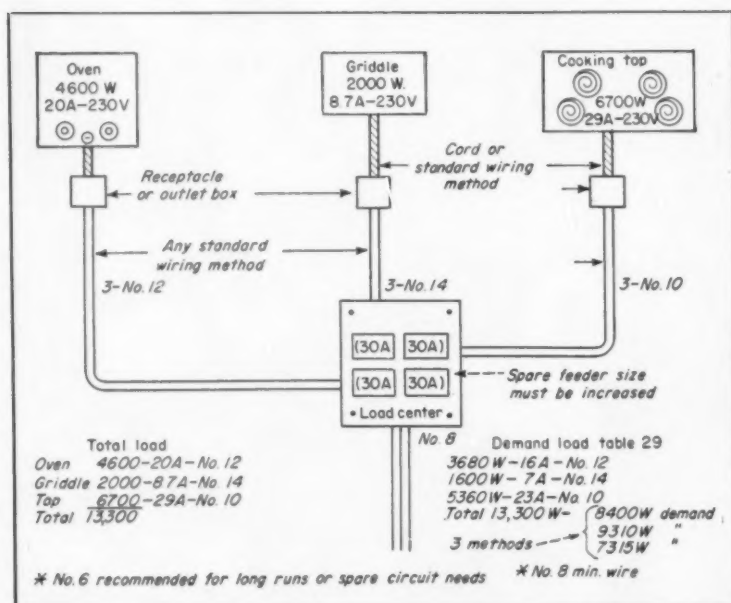 Oven
4600 W
20A-230V
Griddle
2000 W.
8.7A-230V
Cooking top
6700W
29A-230V
Receptacle
or outlet box
Cord or
standard wiring
method
Any standard
wiring method
3-No. 12
3-No. 14
3-No. 10
(30A 30A)
(30A 30A)
Load center
Spare feeder size
must be increased
No. 8
Total load
Oven 4600-20A-No. 12
Griddle 2000-8.7A-No. 14
Top 6700-29A-No. 10
Total 13,300
Demand load table 29
3680 W-16A-No. 12
1600W-7A-No. 14
5360W-23A-No. 10
Total 13,300 W- 8400W demand
9310W "
3 methods
7315W "
* No. 6 recommended for long runs or spare circuit needs
* No. 8 min. wire